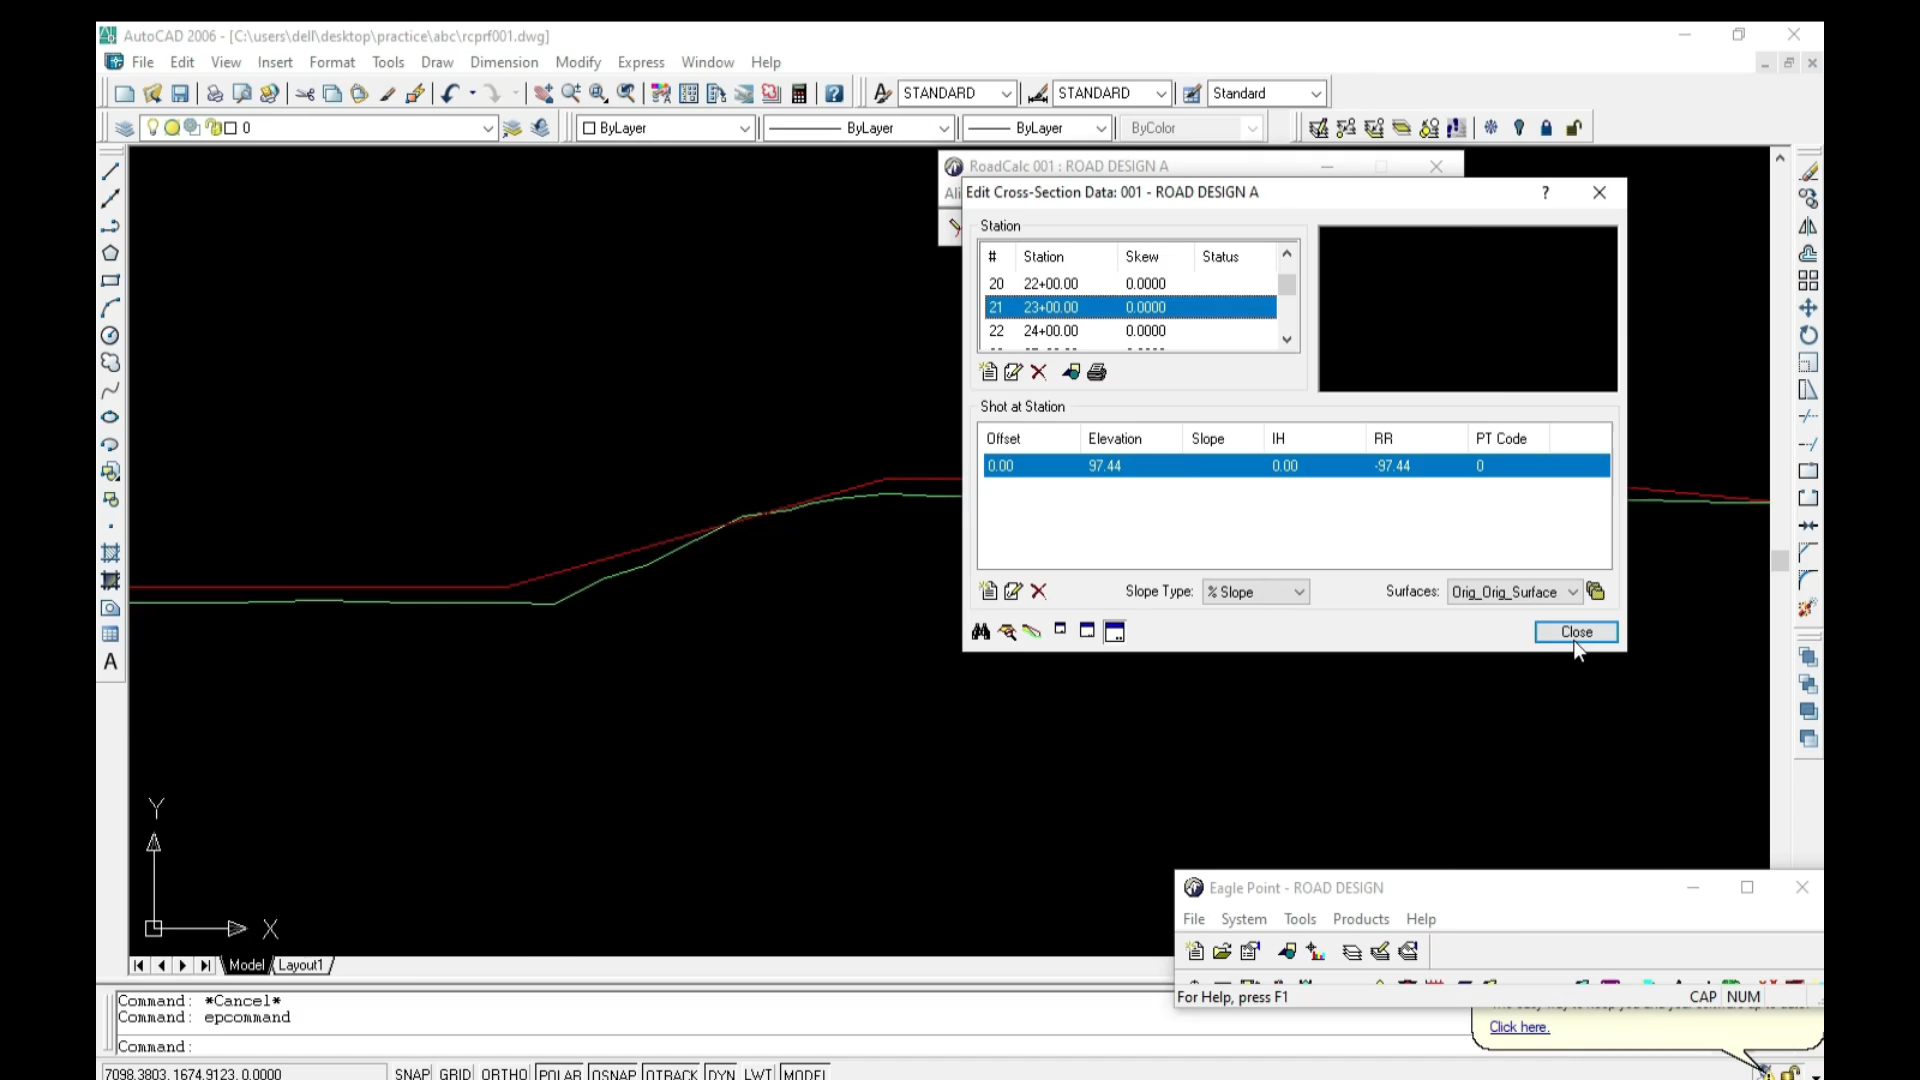 AutoCAD 2006 - [C:\users\dell\desktop\practice\abc\rcprf001.dwg]
File Edit View Insert Format Tools Draw Dimension Modify Express Window Help
STANDARD STANDARD Standard
0 ByLayer ByLayer ByLayer ByColor
RoadCalc 001 : ROAD DESIGN A
Ali
Edit Cross-Section Data: 001 - ROAD DESIGN A ?
Station
# Station Skew Status
20 22+00.00 0.0000
21 23+00.00 0.0000
22 24+00.00 0.0000
Shot at Station
Offset Elevation Slope IH RR PT Code
0.00 97.44 0.00 -97.44 0
Slope Type: % Slope Surfaces: Orig_Orig_Surface
Close
A
Y
X
Eagle Point - ROAD DESIGN
File System Tools Products Help
For Help, press F1 CAP NUM
Click here.
Model Layout1
Command: *Cancel*
Command: epcommand
Command:
7098.3803, 1674.9123, 0.0000 SNAP GRID ORTHO POLAR OSNAP OTRACK DYN LWT MODEL